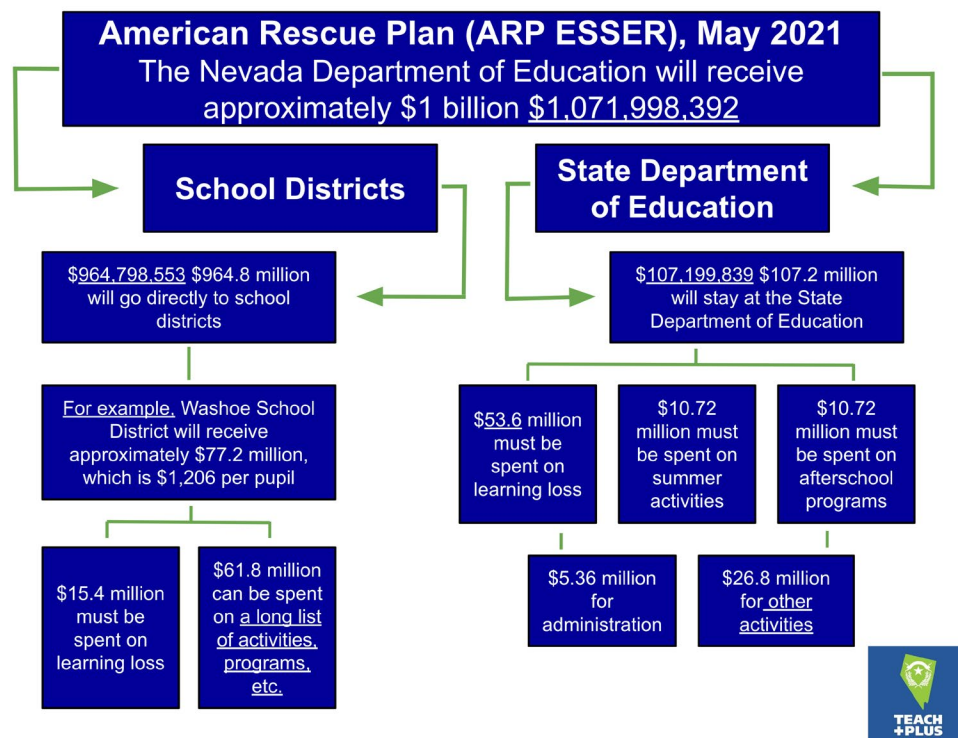 American Rescue Plan (ARP ESSER), May 2021
The Nevada Department of Education will receive
approximately $1 billion $1,071,998,392
School Districts
State Department
of Education
$964,798,553 $964.8 million
will go directly to school
districts
$107,199,839 $107.2 million
will stay at the State
Department of Education
For example, Washoe School
District will receive
approximately $77.2 million,
which is $1,206 per pupil
$53.6 million
must be
spent on
learning loss
$10.72
million must
be spent on
summer
activities
$10.72
million must
be spent on
afterschool
programs
$15.4 million
must be
spent on
learning loss
$61.8 million
can be spent
on a long list
of activities,
programs,
etc.
$5.36 million
for
administration
$26.8 million
for other
activities
TEACH
+PLUS